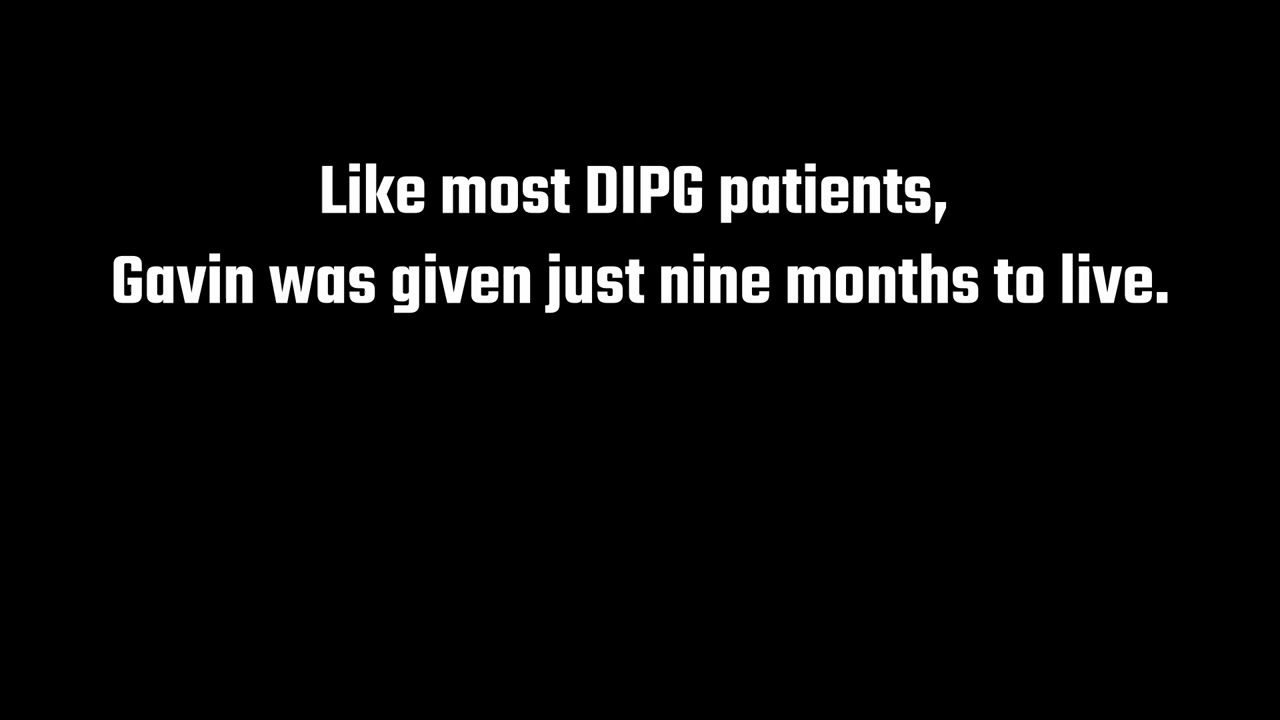 Like most DIPG patients,
Gavin was given just nine months to live.